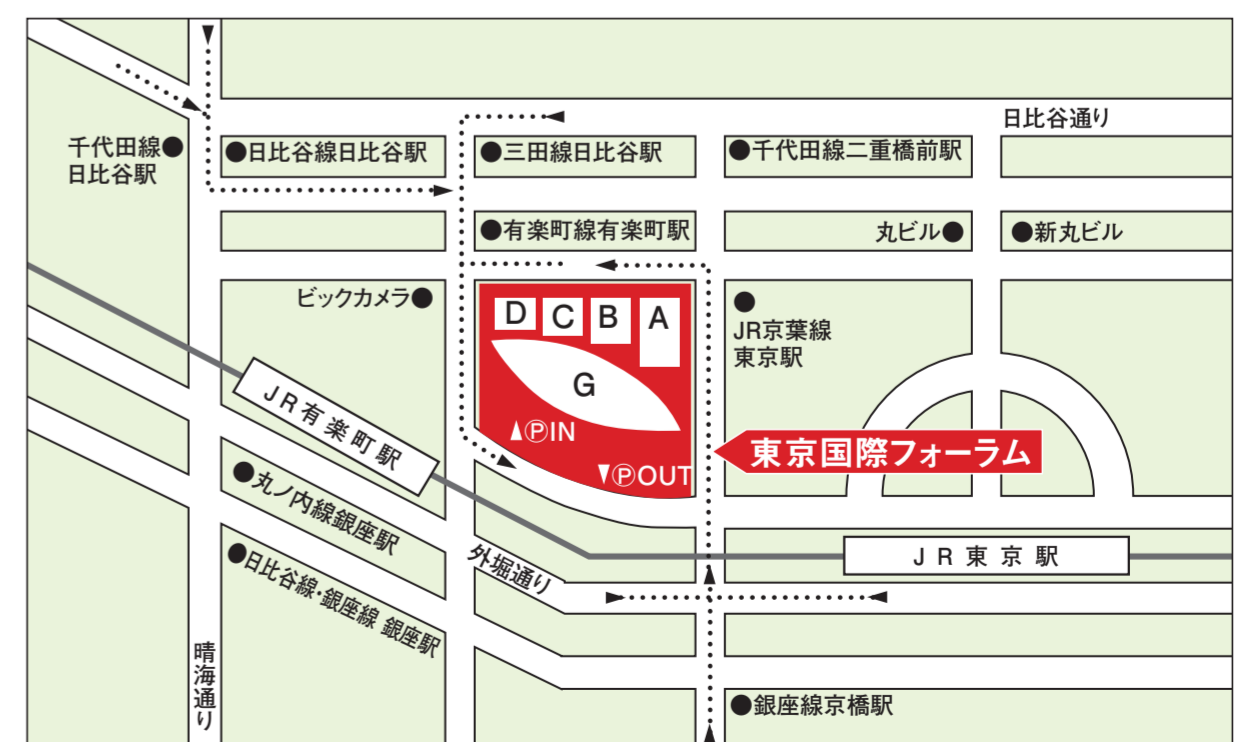 日比谷通り
千代田線●
日比谷駅
●日比谷線日比谷駅
●三田線日比谷駅
●千代田線二重橋前駅
●有楽町線有楽町駅
丸ビル●
●新丸ビル
ビックカメラ●
D
C
B
A
G
▲ⓅIN
▼ⓅOUT
●
JR京葉線
東京駅
東京国際フォーラム
JR有楽町駅
●丸ノ内線銀座駅
●日比谷線・銀座線 銀座駅
外堀通り
JR東京駅
晴海通り
●銀座線京橋駅